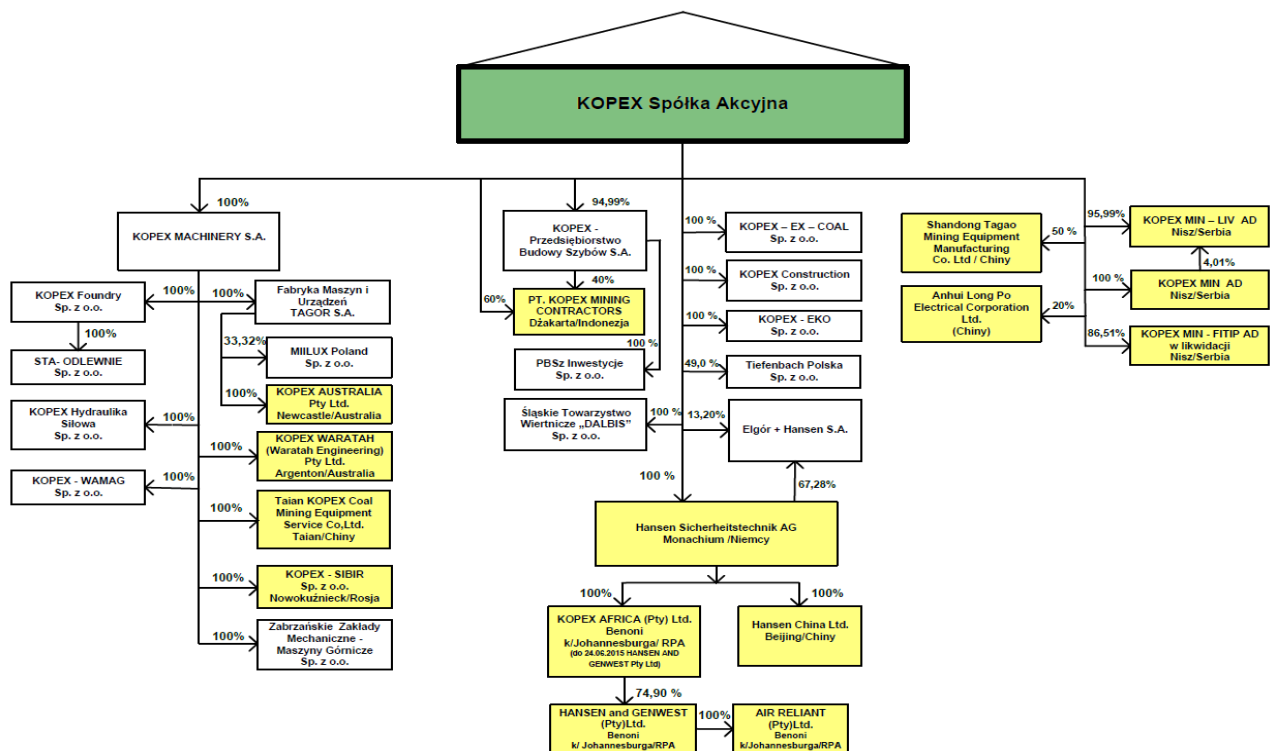 KOPEX Spółka Akcyjna
100%
KOPEX MACHINERY S.A.
100%
KOPEX Foundry
Sp. z o.o.
100%
STA- ODLEWNIE
Sp. z o.o.
100%
Fabryka Maszyn i
Urządzeń
TAGOR S.A.
33,32%
MIILUX Poland
Sp. z o.o.
100%
KOPEX AUSTRALIA
Pty Ltd.
Newcastle/Australia
100%
KOPEX Hydraulika
Siłowa
Sp. z o.o.
100%
KOPEX WARATAH
(Waratah Engineering)
Pty Ltd.
Argenton/Australia
100%
KOPEX - WAMAG
Sp. z o.o.
100%
Taian KOPEX Coal
Mining Equipment
Service Co,Ltd.
Taian/Chiny
100%
KOPEX - SIBIR
Sp. z o.o.
Nowokuźnieck/Rosja
100%
Zabrzańskie Zakłady
Mechaniczne -
Maszyny Górnicze
Sp. z o.o.
94,99%
KOPEX -
Przedsiębiorstwo
Budowy Szybów S.A.
40%
60%
PT. KOPEX MINING
CONTRACTORS
Dżakarta/Indonezja
100 %
PBSz Inwestycje
Sp. z o.o.
100 %
Śląskie Towarzystwo
Wiertnicze „DALBIS”
Sp. z o.o.
100 %
KOPEX – EX – COAL
Sp. z o.o.
100 %
KOPEX Construction
Sp. z o.o.
100 %
KOPEX - EKO
Sp. z o.o.
49,0 %
Tiefenbach Polska
Sp. z o.o.
13,20%
Elgór + Hansen S.A.
67,28%
100 %
Hansen Sicherheitstechnik AG
Monachium /Niemcy
100%
KOPEX AFRICA (Pty) Ltd.
Benoni
k/Johannesburga/ RPA
(do 24.06.2015 HANSEN AND
GENWEST Pty Ltd)
100%
Hansen China Ltd.
Beijing/Chiny
74,90 %
HANSEN and GENWEST
(Pty)Ltd.
Benoni
k/ Johannesburga/RPA
100%
AIR RELIANT
(Pty)Ltd.
Benoni
k/ Johannesburga/RPA
Shandong Tagao
Mining Equipment
Manufacturing
Co. Ltd / Chiny
50 %
Anhui Long Po
Electrical Corporation
Ltd.
(Chiny)
20%
95,99%
KOPEX MIN – LIV AD
Nisz/Serbia
4,01%
100 %
KOPEX MIN AD
Nisz/Serbia
86,51%
KOPEX MIN - FITIP AD
w likwidacji
Nisz/Serbia